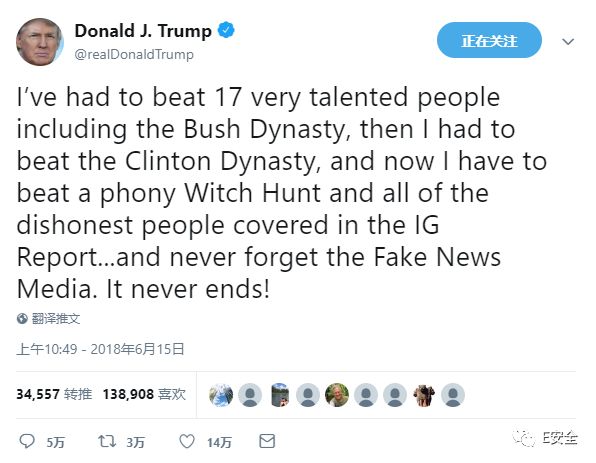 Donald J. Trump
@realDonaldTrump
正在关注
I’ve had to beat 17 very talented people
including the Bush Dynasty, then I had to
beat the Clinton Dynasty, and now I have to
beat a phony Witch Hunt and all of the
dishonest people covered in the IG
Report...and never forget the Fake News
Media. It never ends!
翻译推文
上午10:49 - 2018年6月15日
34,557 转推 138,908 喜欢
5万 3万 14万
E安全